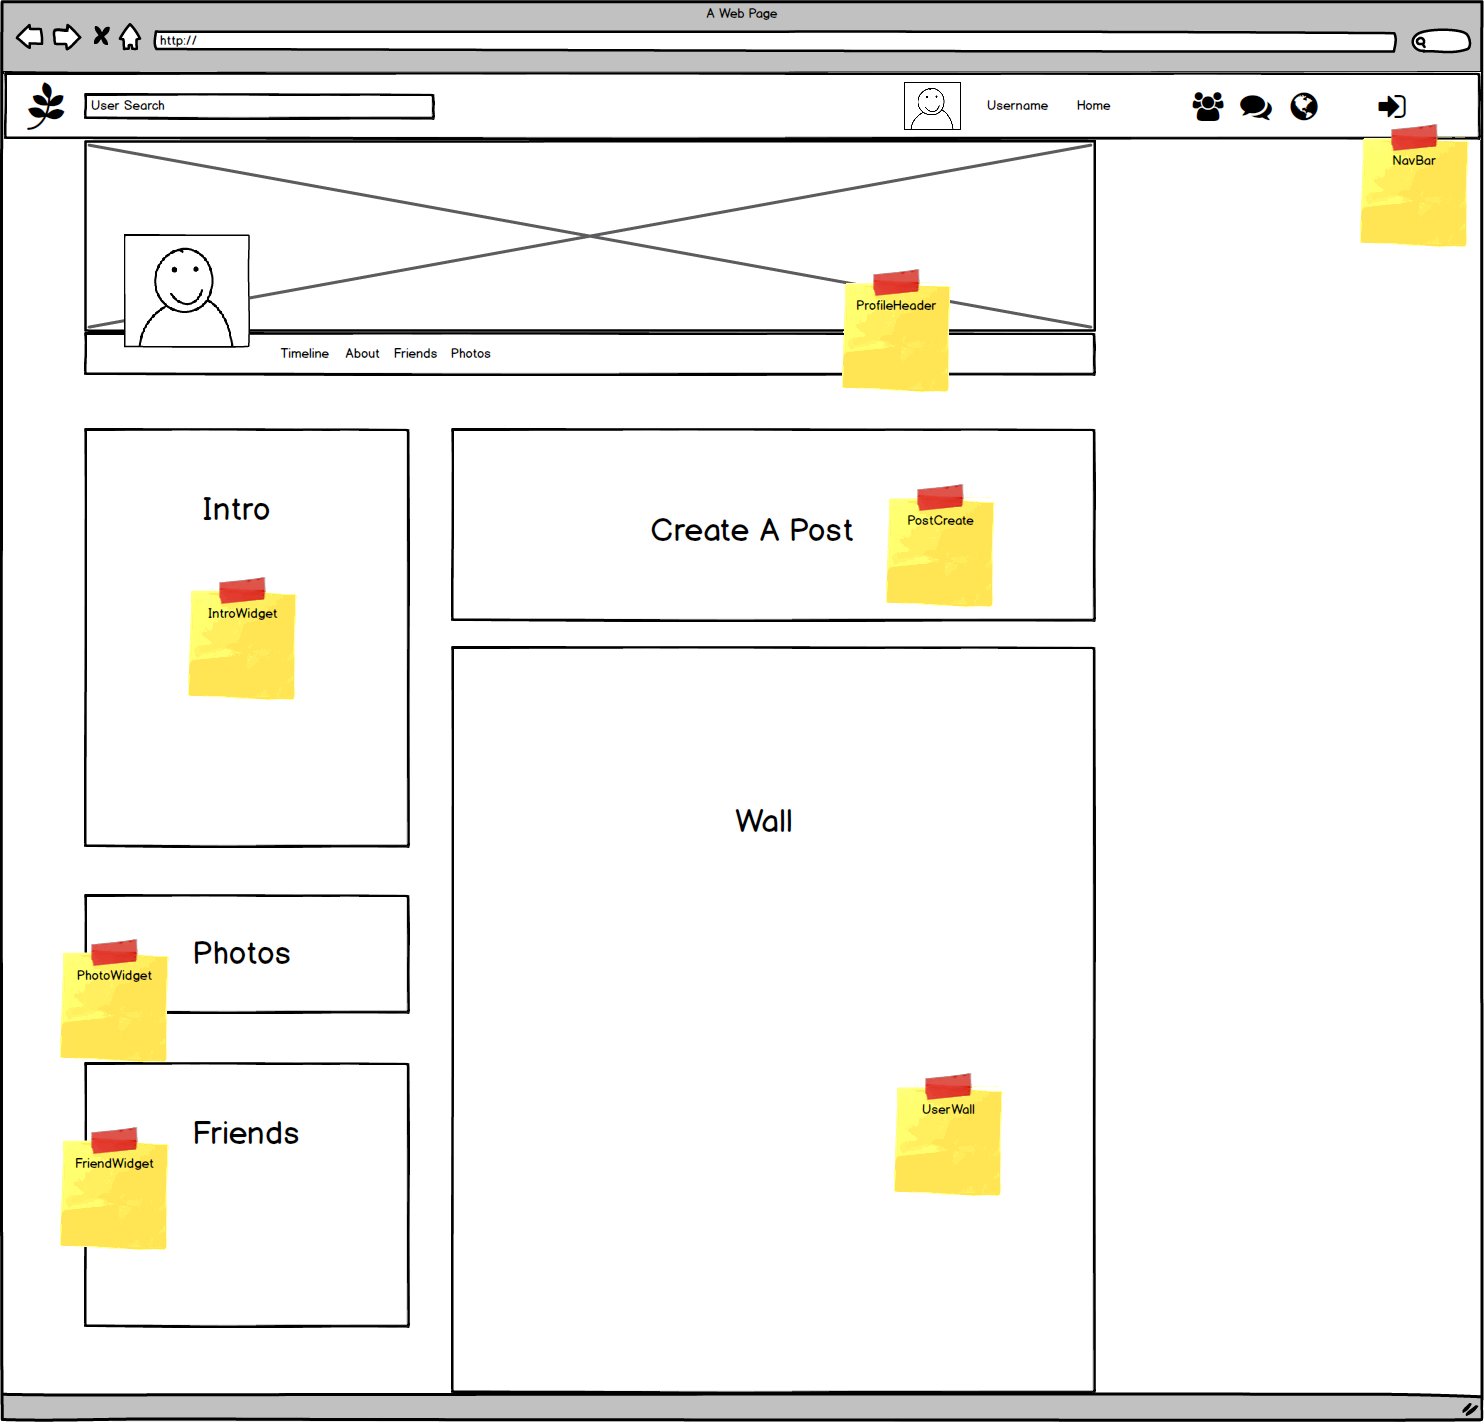 A Web Page
http://
User Search
Username
Home
NavBar
ProfileHeader
Timeline
About
Friends
Photos
Intro
IntroWidget
Create A Post
PostCreate
Wall
Photos
PhotoWidget
UserWall
Friends
FriendWidget